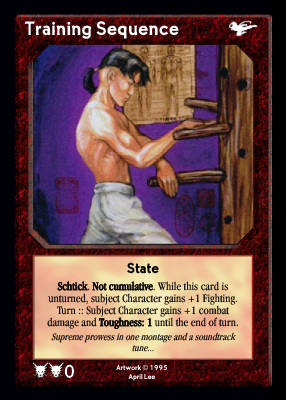 Training Sequence
State
Schtick. Not cumulative. While this card is
unturned, subject Character gains +1 Fighting.
Turn :: Subject Character gains +1 combat
damage and Toughness: 1 until the end of turn.
Supreme prowess in one montage and a soundtrack
tune...
0
Artwork © 1995
April Lee